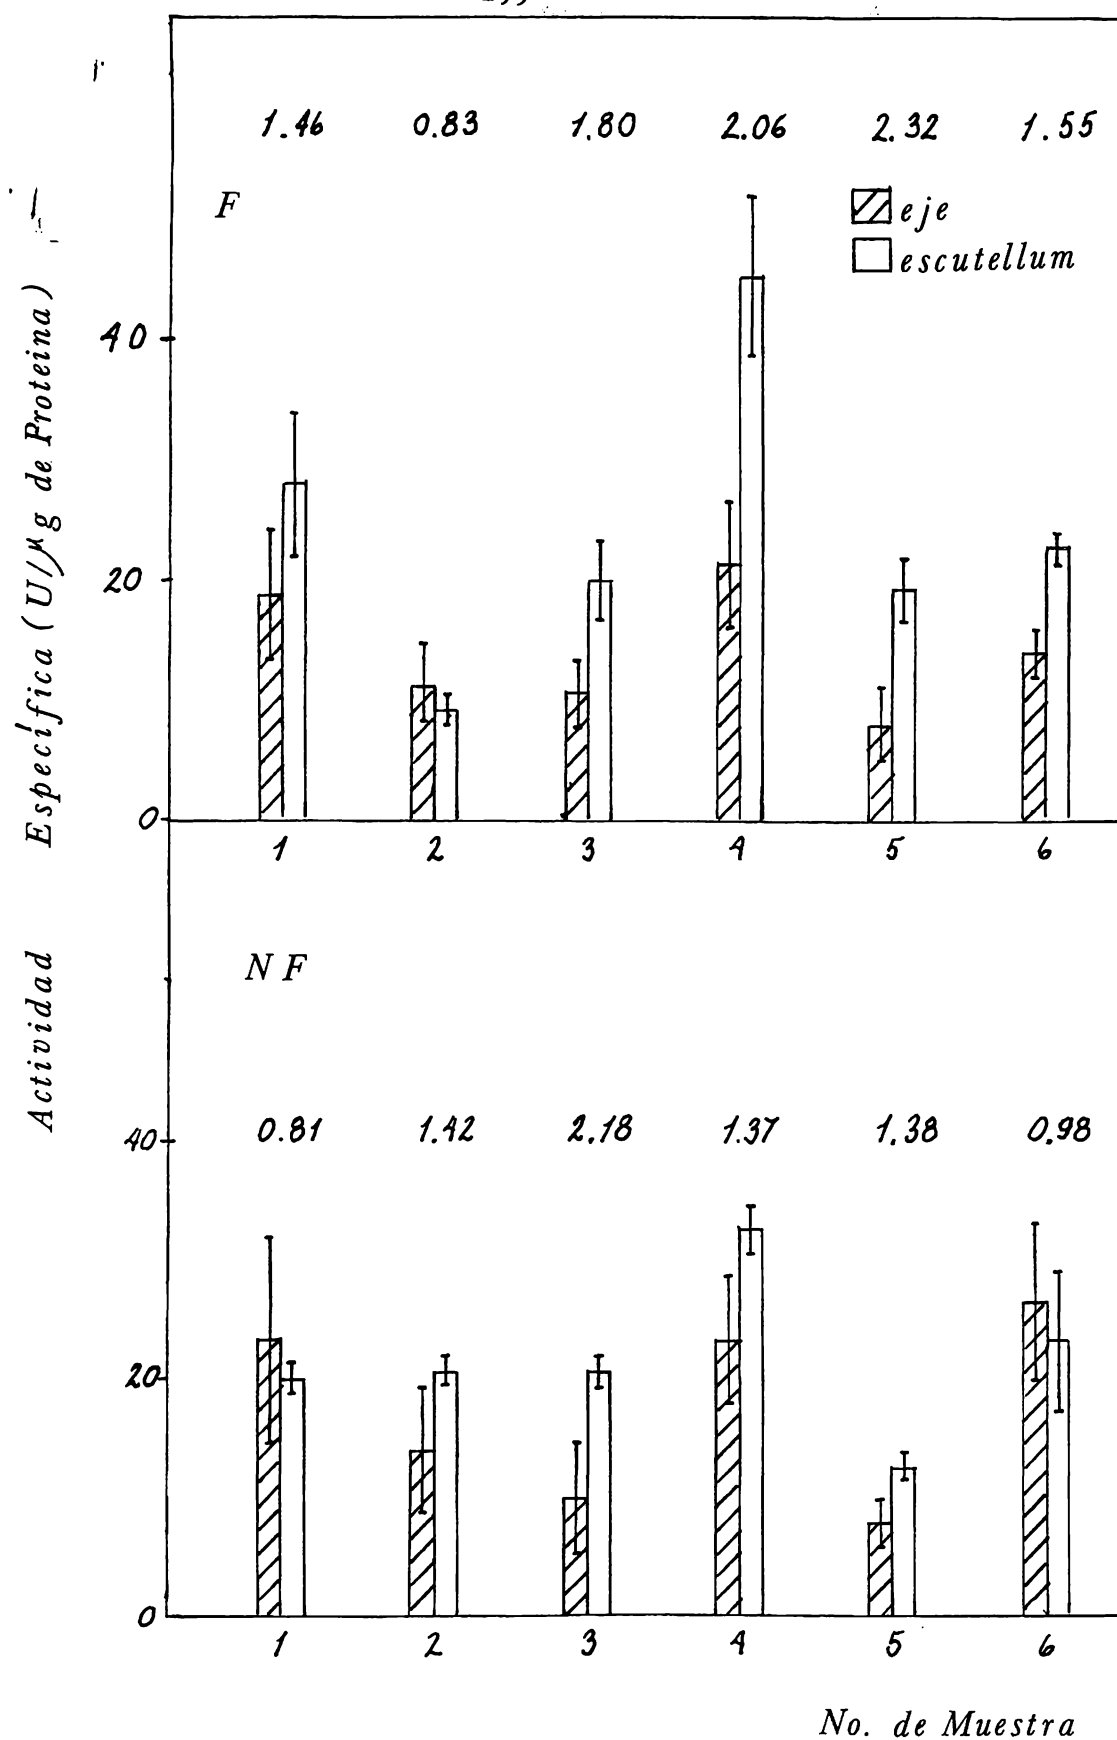 1.46 0.83 1.80 2.06 2.32 1.55
F
eje
escutellum
40
20
0
1 2 3 4 5 6
Actividad Específica (U/μg de Proteina)
N F
40
0.81 1.42 2.18 1.37 1.38 0.98
20
0
1 2 3 4 5 6
No. de Muestra